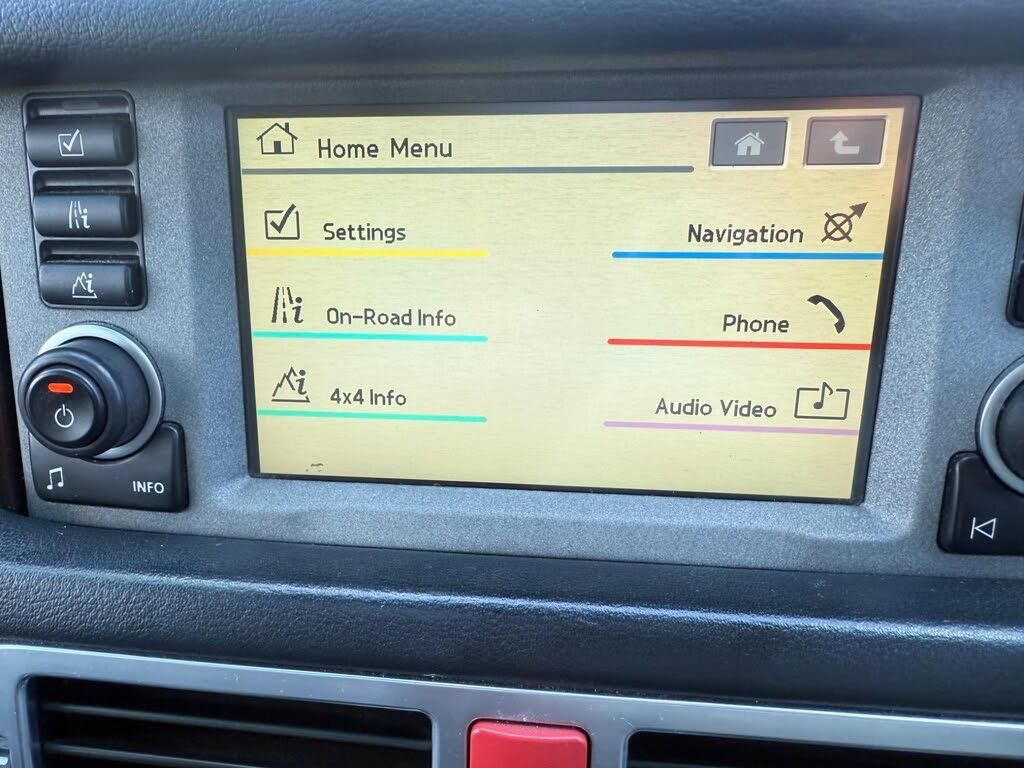 Home Menu
Settings
Navigation
On-Road Info
Phone
4x4 Info
Audio Video
INFO